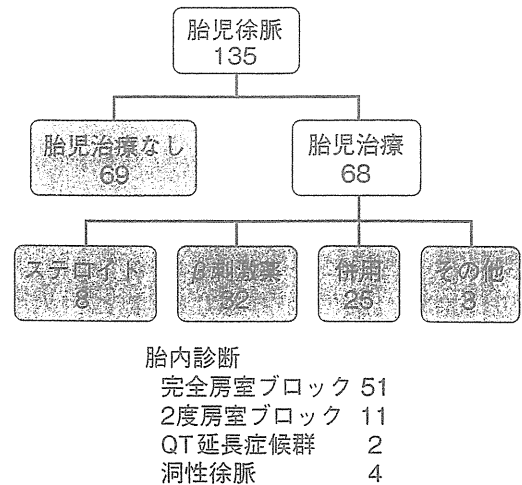 胎児徐脈
135
胎児治療なし
69
胎児治療
68
ステロイド
8
β刺激薬
32
併用
25
その他
3
胎内診断
完全房室ブロック 51
2度房室ブロック 11
QT延長症候群 2
洞性徐脈 4